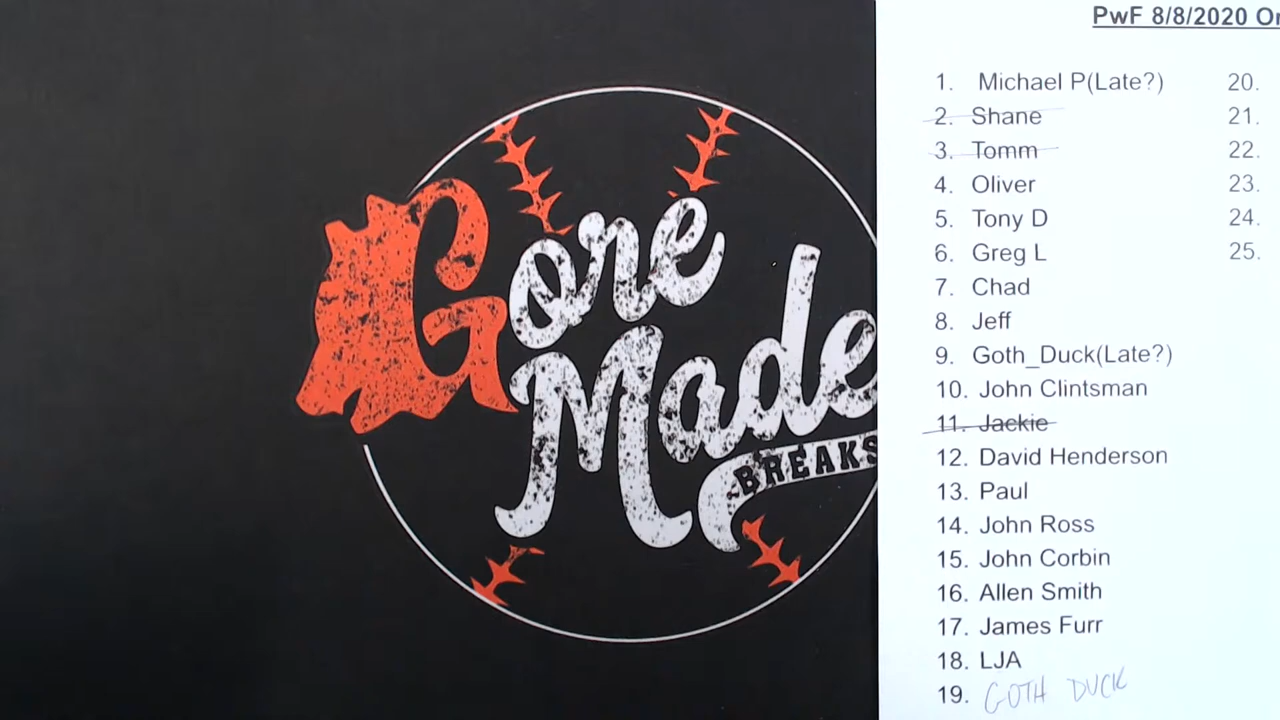 Gore
Made
BREAKS
PwF 8/8/2020
1. Michael P(Late?)
2. Shane
3. Tomm
4. Oliver
5. Tony D
6. Greg L
7. Chad
8. Jeff
9. Goth_Duck(Late?)
10. John Clintsman
11. Jackie
12. David Henderson
13. Paul
14. John Ross
15. John Corbin
16. Allen Smith
17. James Furr
18. LJA
19. GOTH DUCK
20.
21.
22.
23.
24.
25.